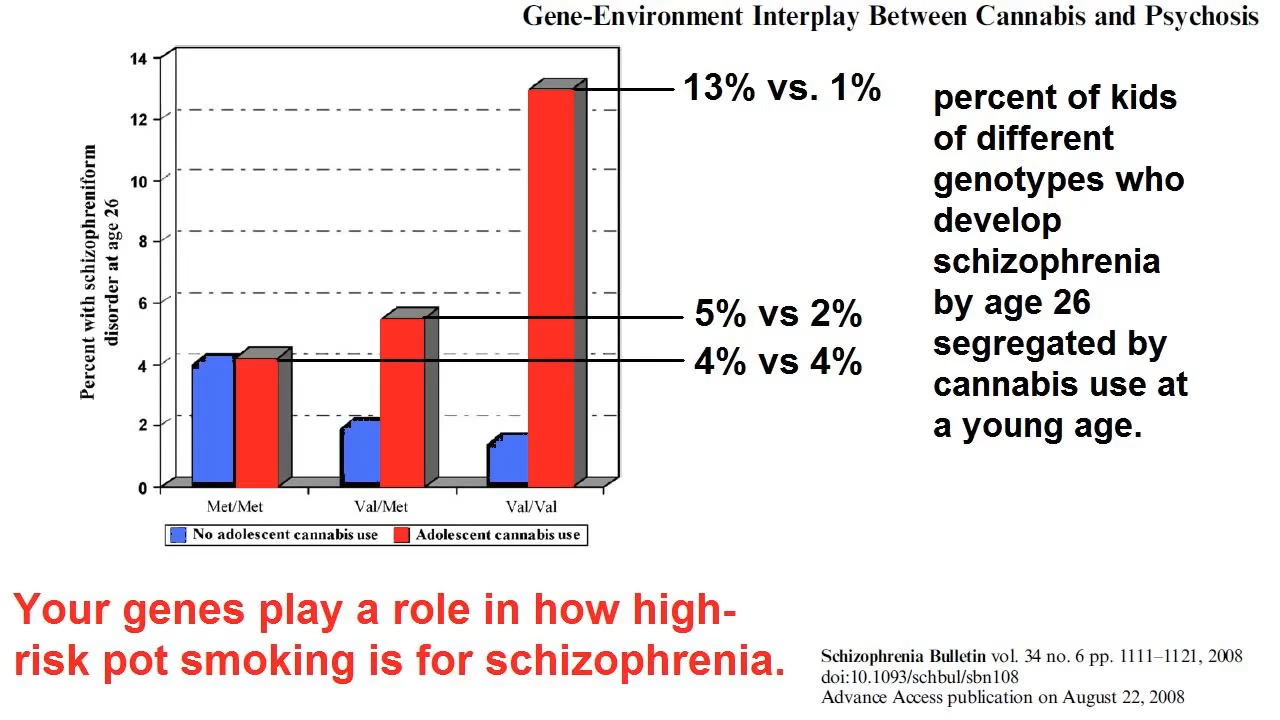 Gene-Environment Interplay Between Cannabis and Psychosis
Percent with schizophreniform
disorder at age 26
14
12
10
8
6
4
2
0
Met/Met
Val/Met
Val/Val
No adolescent cannabis use
Adolescent cannabis use
13% vs. 1%
5% vs 2%
4% vs 4%
percent of kids
of different
genotypes who
develop
schizophrenia
by age 26
segregated by
cannabis use at
a young age.
Your genes play a role in how high-
risk pot smoking is for schizophrenia.
Schizophrenia Bulletin vol. 34 no. 6 pp. 1111–1121, 2008
doi:10.1093/schbul/sbn108
Advance Access publication on August 22, 2008